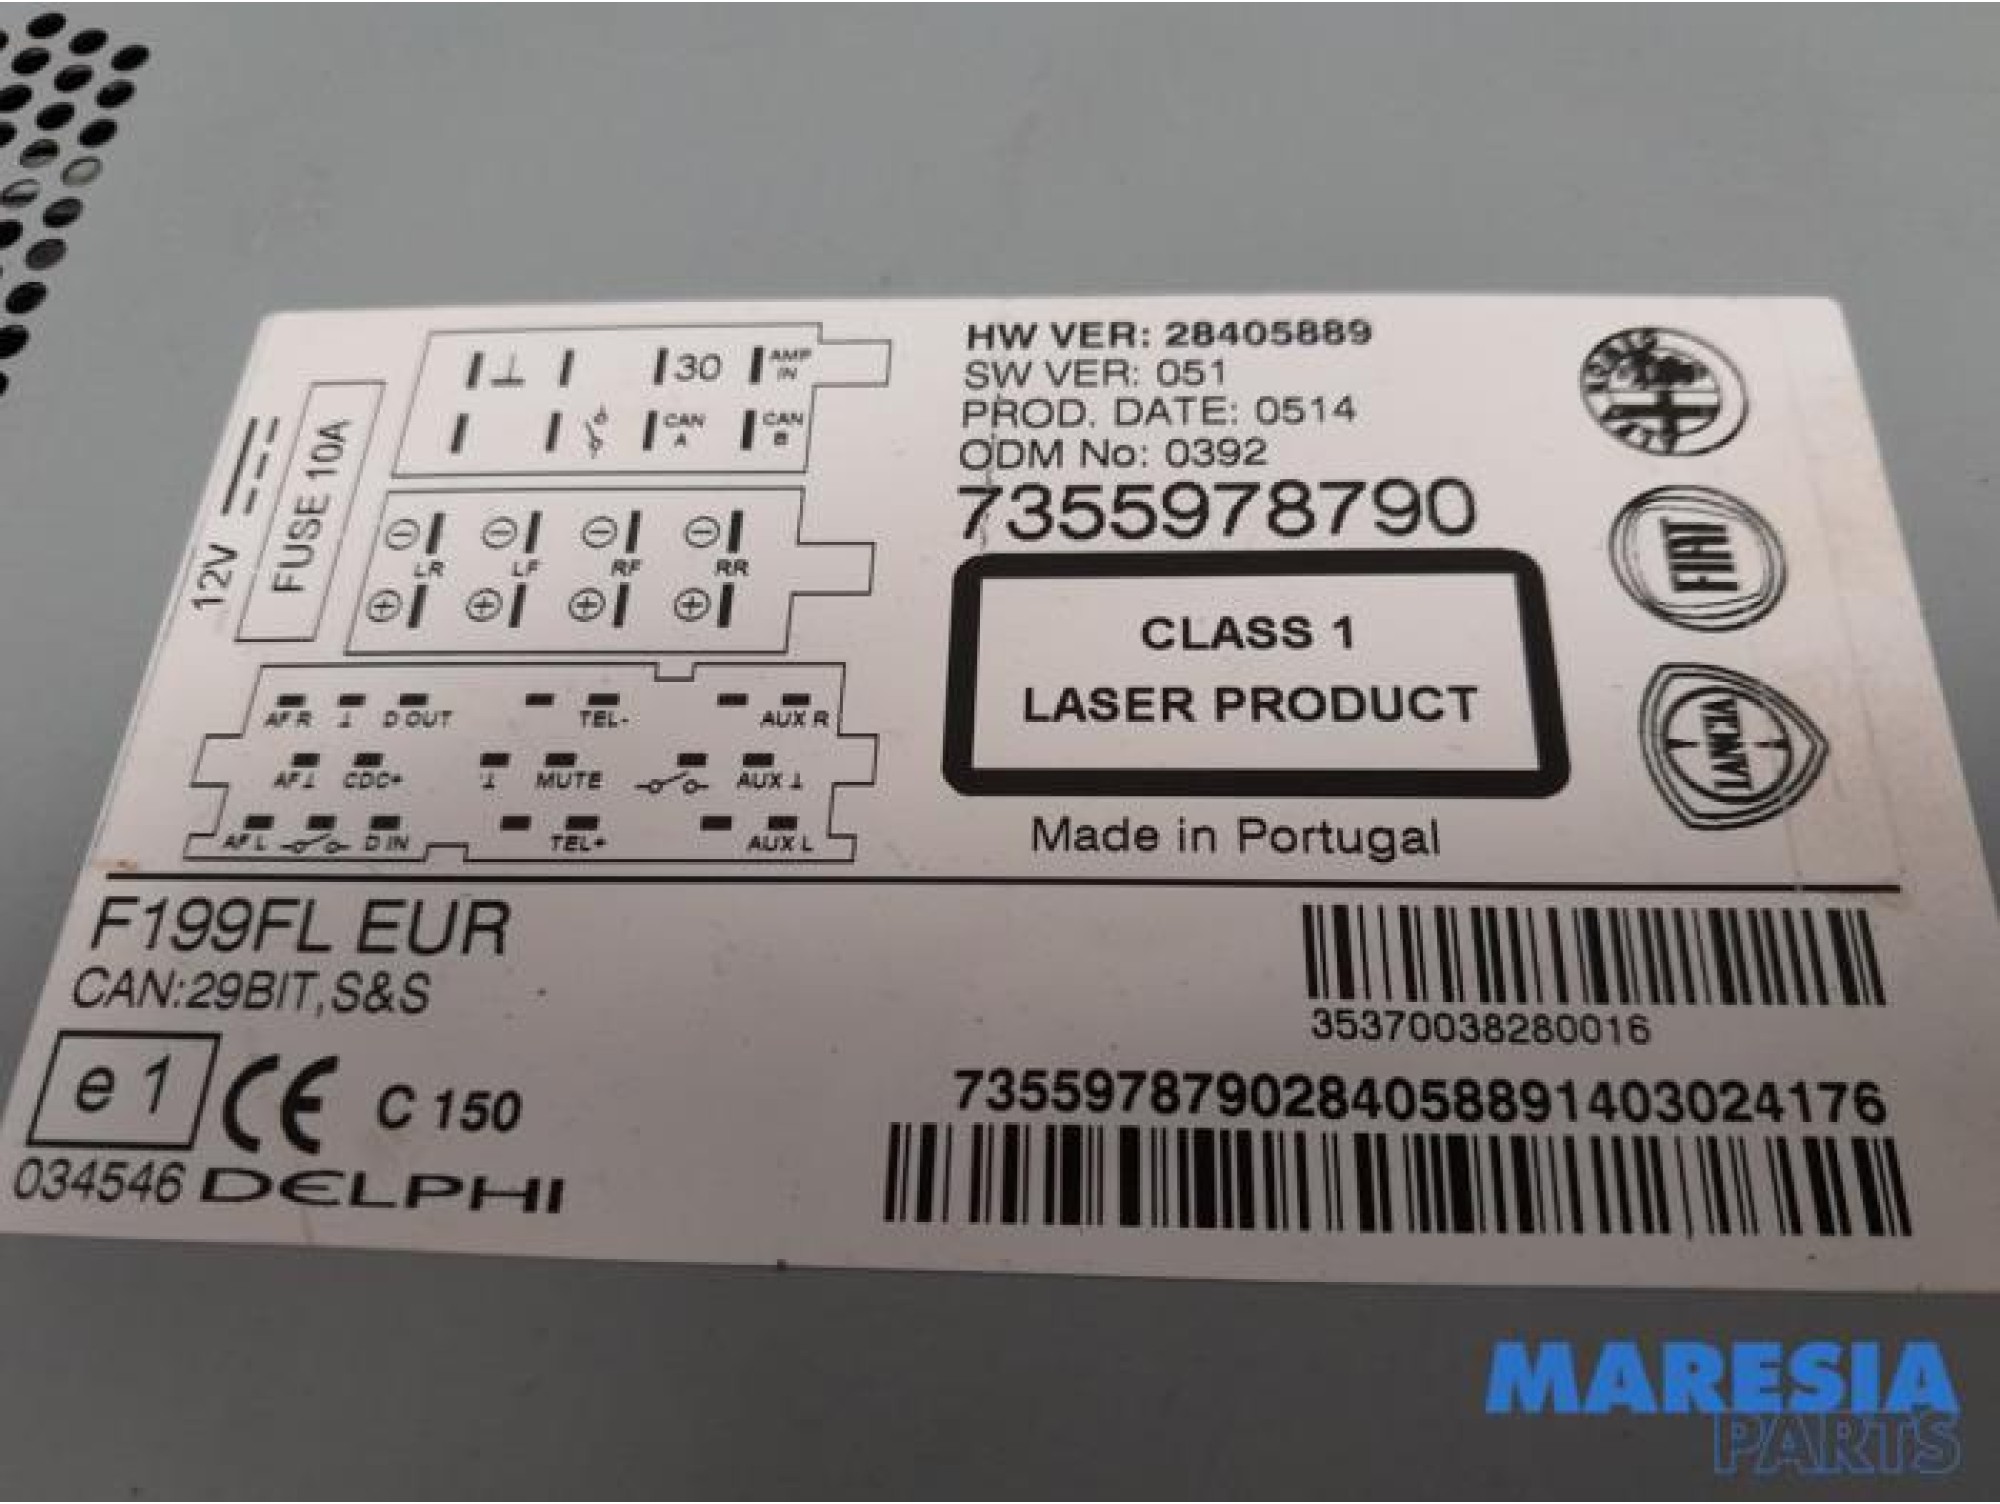 12V
FUSE 10A
30 AMP IN
CAN A CAN B
LR LF RF RR
AF R D OUT TEL- AUX R
AF CDC+ MUTE AUX
AF L D IN TEL+ AUX L
HW VER: 28405889
SW VER: 051
PROD. DATE: 0514
ODM No: 0392
7355978790
CLASS 1
LASER PRODUCT
Made in Portugal
FIAT
LANCIA
F199FL EUR
CAN:29BIT,S&S
e 1 CE C 150
034546 DELPHI
35370038280016
7355978790284058891403024176
MARESIA
PARTS